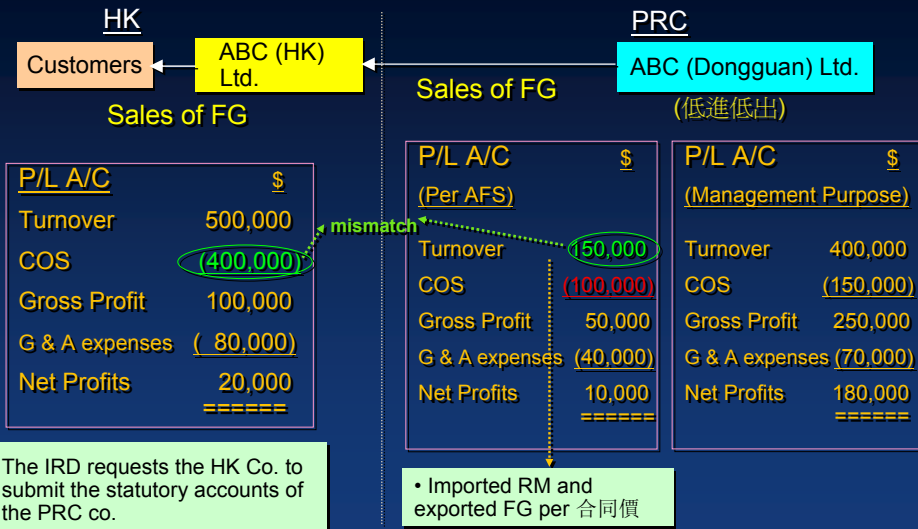 HK
PRC
Customers
ABC (HK)
Ltd.
ABC (Dongguan) Ltd.
Sales of FG
Sales of FG
(低進低出)
P/L A/C $
Turnover 500,000
COS (400,000)
Gross Profit 100,000
G & A expenses ( 80,000)
Net Profits 20,000
======
mismatch
P/L A/C $
(Per AFS)
Turnover 150,000
COS (100,000)
Gross Profit 50,000
G & A expenses (40,000)
Net Profits 10,000
======
P/L A/C $
(Management Purpose)
Turnover 400,000
COS (150,000)
Gross Profit 250,000
G & A expenses (70,000)
Net Profits 180,000
======
The IRD requests the HK Co. to
submit the statutory accounts of
the PRC co.
• Imported RM and
exported FG per 合同價